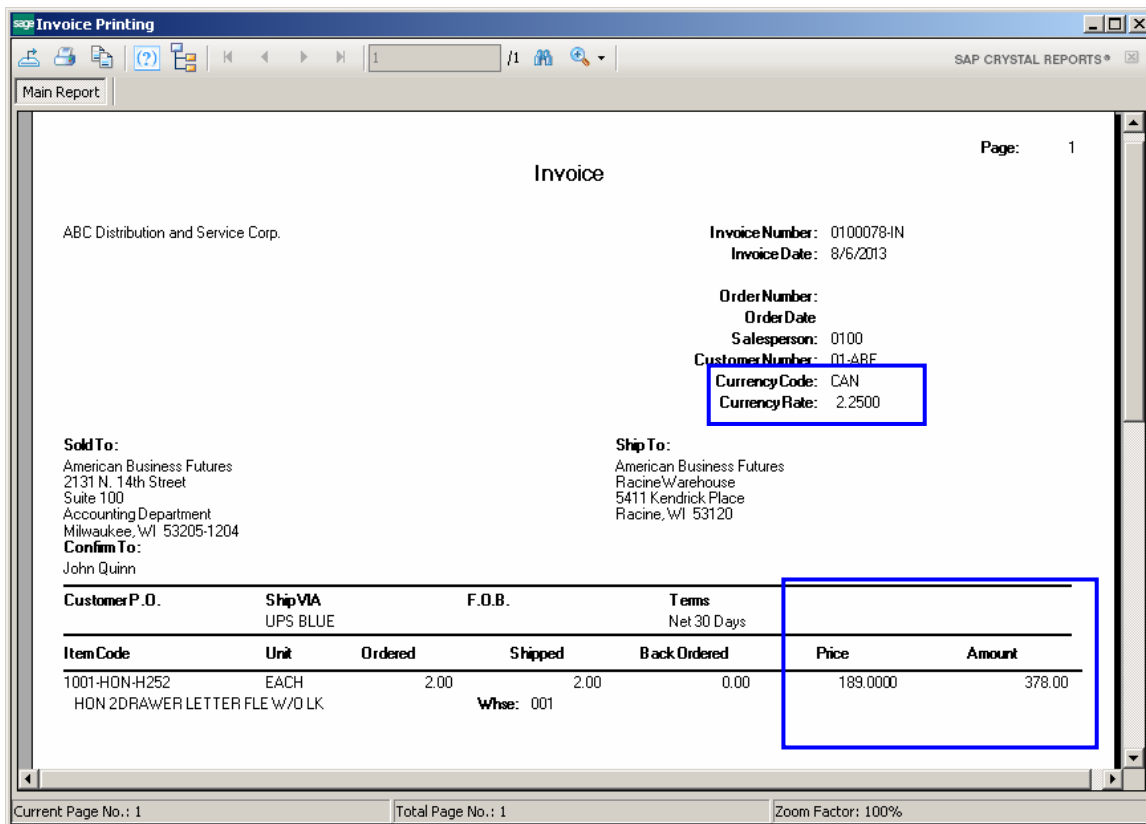 sage Invoice Printing
1 /1 SAP CRYSTAL REPORTS®
Main Report
Page: 1
Invoice
ABC Distribution and Service Corp.
Invoice Number: 0100078-IN
Invoice Date: 8/6/2013
Order Number:
Order Date
Salesperson: 0100
Customer Number: 01-ABF
Currency Code: CAN
Currency Rate: 2.2500
Sold To:
American Business Futures
2131 N. 14th Street
Suite 100
Accounting Department
Milwaukee, WI 53205-1204
Confirm To:
John Quinn
Ship To:
American Business Futures
Racine Warehouse
5411 Kendrick Place
Racine, WI 53120
Customer P.O. Ship VIA F.O.B. Terms
UPS BLUE Net 30 Days
Item Code Unit Ordered Shipped Back Ordered Price Amount
1001-HON-H252 EACH 2.00 2.00 0.00 189.0000 378.00
HON 2DRAWER LETTER FLE W/O LK Whse: 001
Current Page No.: 1 Total Page No.: 1 Zoom Factor: 100%